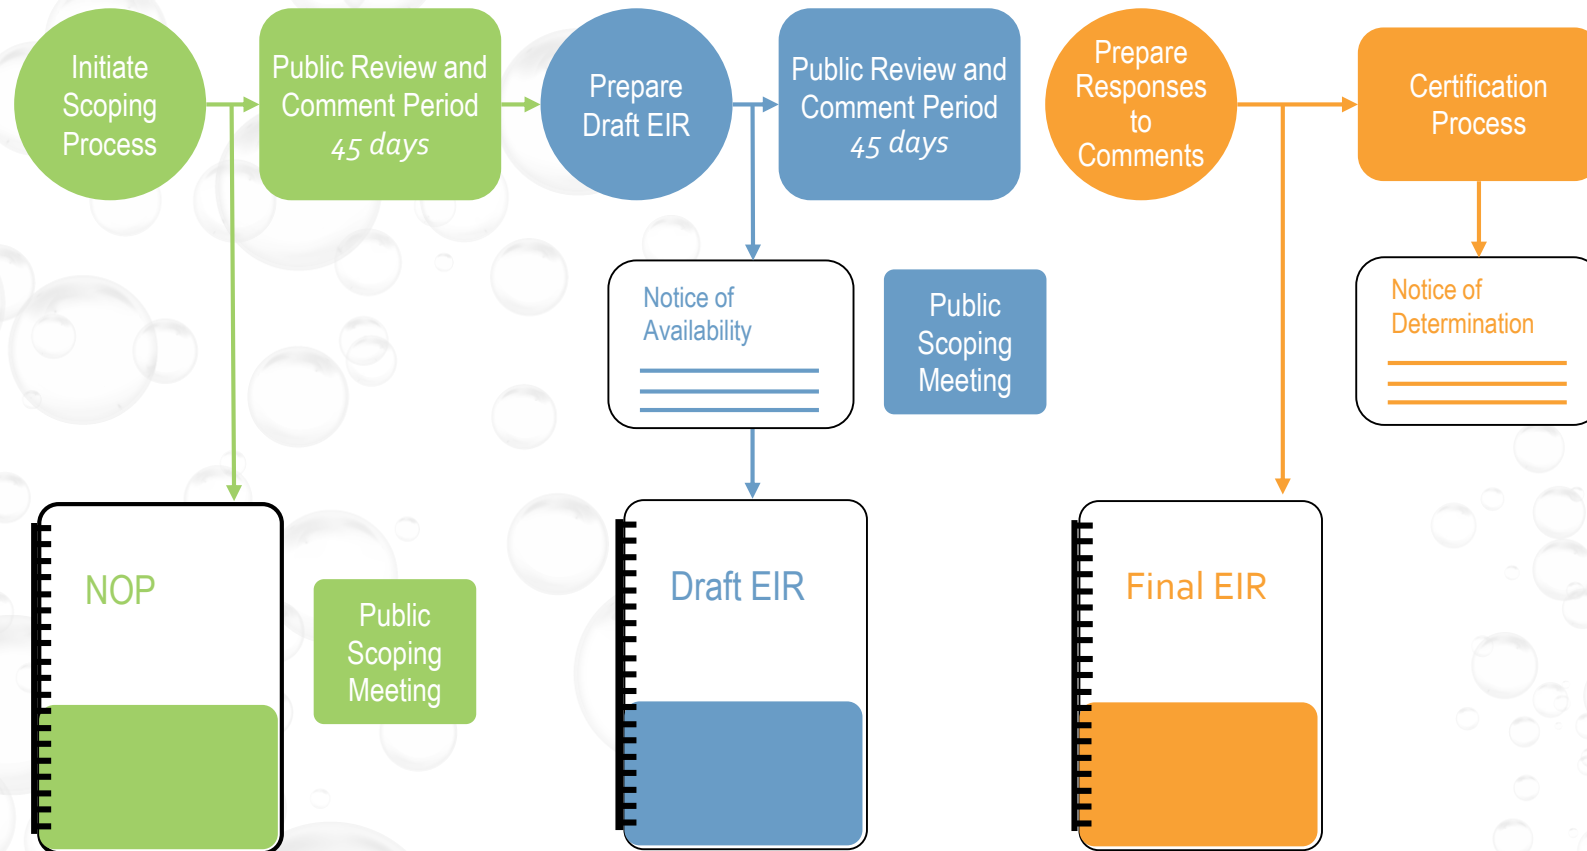 Initiate
Scoping
Process
Public Review and
Comment Period
45 days
Prepare
Draft EIR
Public Review and
Comment Period
45 days
Prepare
Responses
to
Comments
Certification
Process
Notice of
Availability
Public
Scoping
Meeting
Notice of
Determination
NOP
Public
Scoping
Meeting
Draft EIR
Final EIR